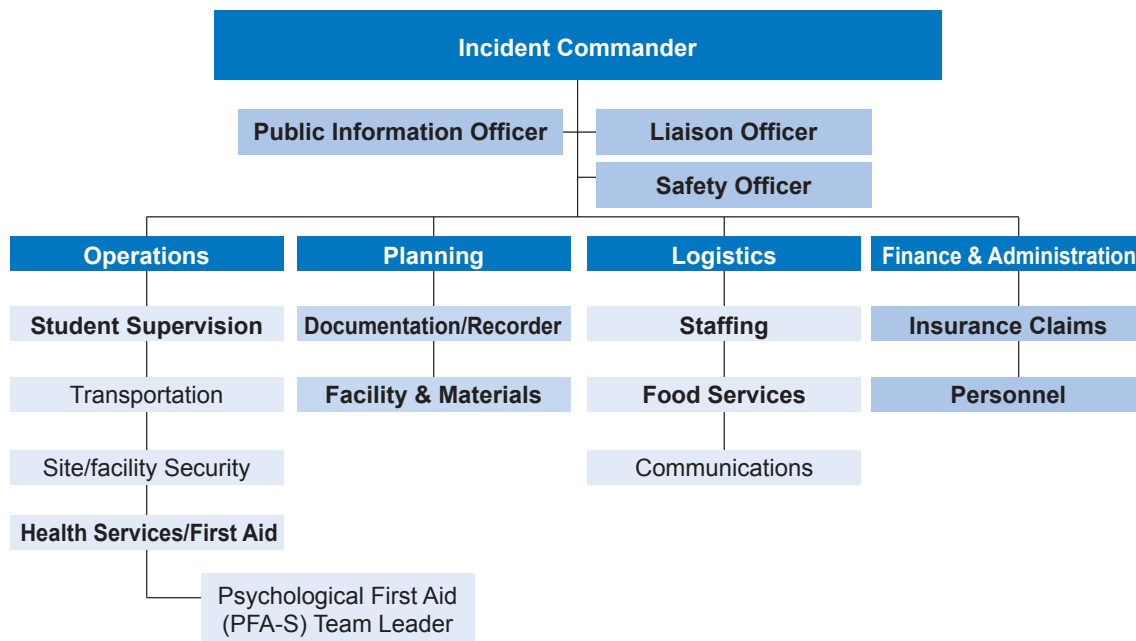 Incident Commander
Public Information Officer
Liaison Officer
Safety Officer
Operations
Planning
Logistics
Finance & Administration
Student Supervision
Documentation/Recorder
Staffing
Insurance Claims
Transportation
Facility & Materials
Food Services
Personnel
Site/facility Security
Communications
Health Services/First Aid
Psychological First Aid
(PFA-S) Team Leader